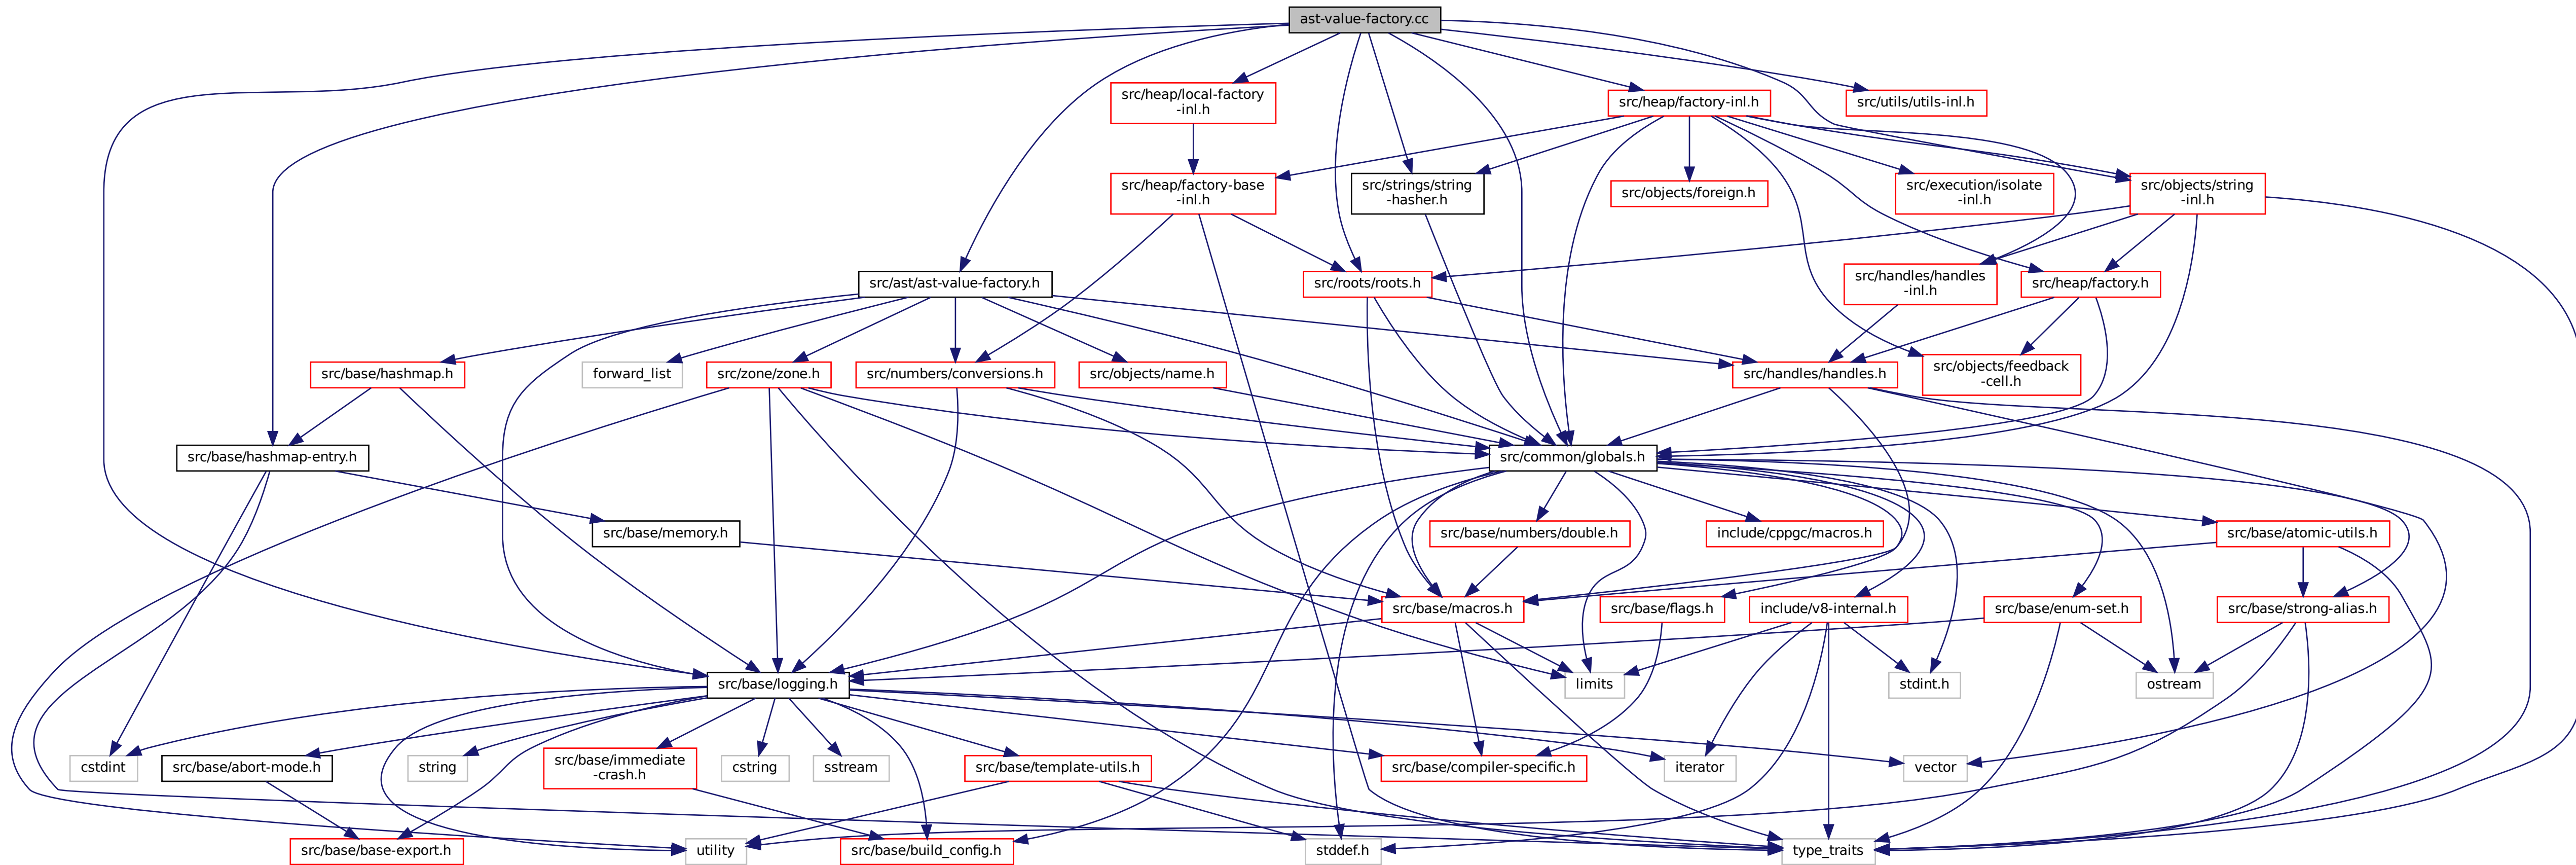 ast-value-factory.cc
src/heap/local-factory
-inl.h
src/heap/factory-inl.h
src/utils/utils-inl.h
src/heap/factory-base
-inl.h
src/strings/string
-hasher.h
src/objects/foreign.h
src/execution/isolate
-inl.h
src/objects/string
-inl.h
src/ast/ast-value-factory.h
src/roots/roots.h
src/handles/handles
-inl.h
src/heap/factory.h
src/base/hashmap.h
forward_list
src/zone/zone.h
src/numbers/conversions.h
src/objects/name.h
src/handles/handles.h
src/objects/feedback
-cell.h
src/base/hashmap-entry.h
src/common/globals.h
src/base/memory.h
src/base/numbers/double.h
include/cppgc/macros.h
src/base/atomic-utils.h
src/base/macros.h
src/base/flags.h
include/v8-internal.h
src/base/enum-set.h
src/base/strong-alias.h
src/base/logging.h
limits
stdint.h
ostream
cstdint
src/base/abort-mode.h
string
src/base/immediate
-crash.h
cstring
sstream
src/base/template-utils.h
src/base/compiler-specific.h
iterator
vector
src/base/base-export.h
utility
src/base/build_config.h
stddef.h
type_traits